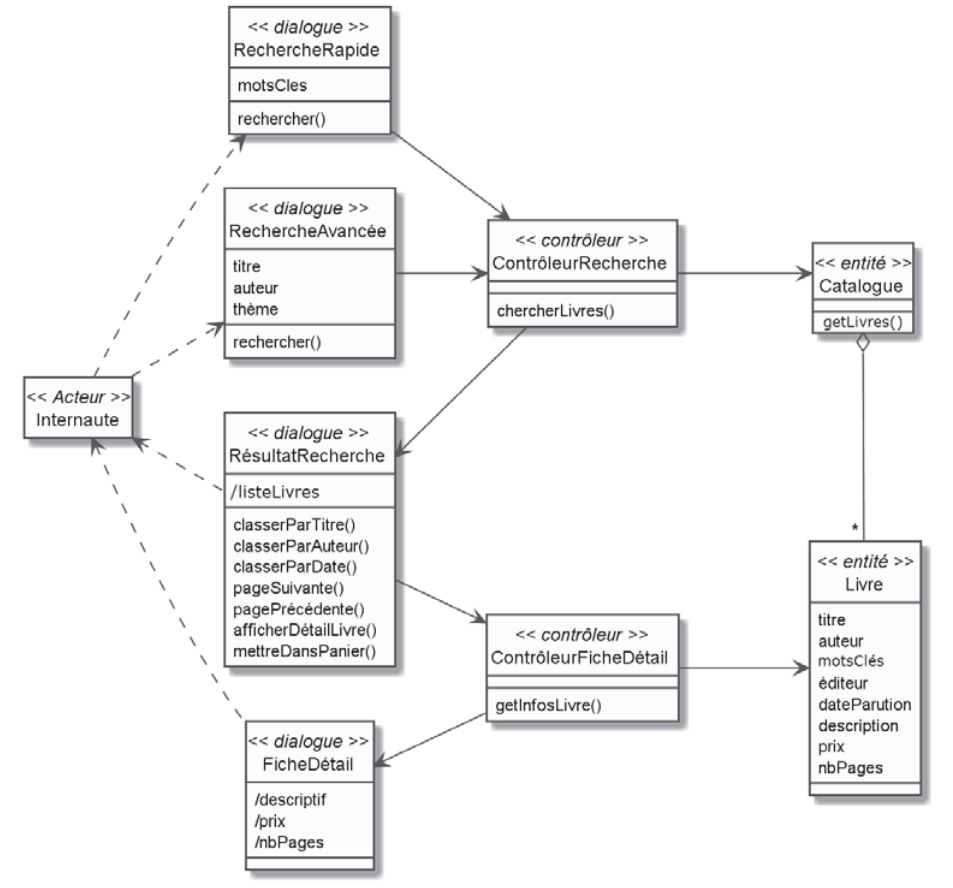 << dialogue >>
RechercheRapide
motsCles
rechercher()
<< dialogue >>
RechercheAvancée
titre
auteur
thème
rechercher()
<< contrôleur >>
ContrôleurRecherche
chercherLivres()
<< entité >>
Catalogue
getLivres()
<< Acteur >>
Internaute
<< dialogue >>
RésultatRecherche
/listeLivres
classerParTitre()
classerParAuteur()
classerParDate()
pageSuivante()
pagePrécédente()
afficherDétailLivre()
mettreDansPanier()
*
<< entité >>
Livre
titre
auteur
motsClés
éditeur
dateParution
description
prix
nbPages
<< contrôleur >>
ContrôleurFicheDétail
getInfosLivre()
<< dialogue >>
FicheDétail
/descriptif
/prix
/nbPages